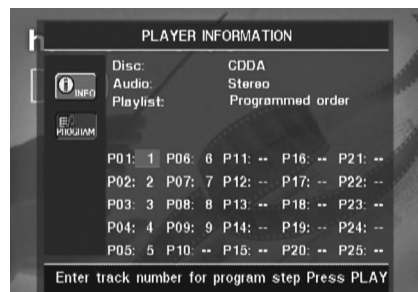 PLAYER INFORMATION
Disc: CDDA
Audio: Stereo
Playlist: Programmed order
INFO
PROGRAM
P01: 1 P06: 6 P11: -- P16: -- P21: --
P02: 2 P07: 7 P12: -- P17: -- P22: --
P03: 3 P08: 8 P13: -- P18: -- P23: --
P04: 4 P09: 9 P14: -- P19: -- P24: --
P05: 5 P10: -- P15: -- P20: -- P25: --
Enter track number for program step Press PLAY